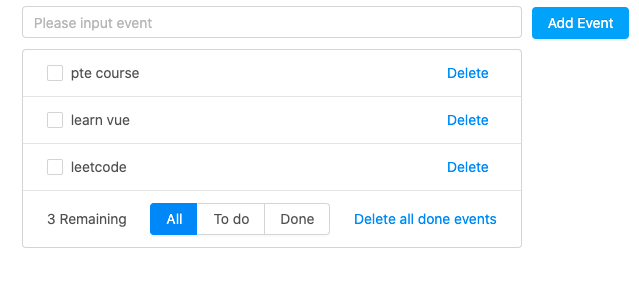 Please input event Add Event
pte course Delete
learn vue Delete
leetcode Delete
3 Remaining All To do Done Delete all done events